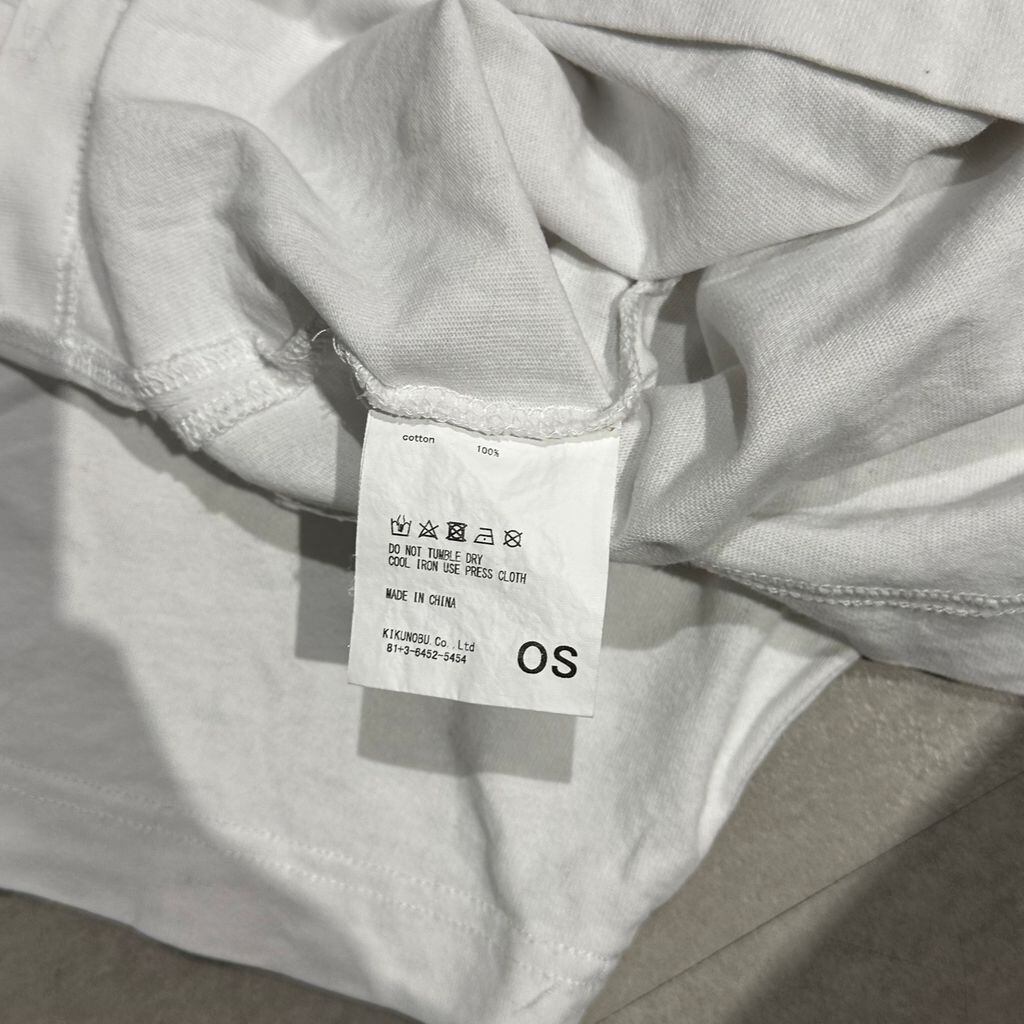 cotton 100%
DO NOT TUMBLE DRY
COOL IRON USE PRESS CLOTH
MADE IN CHINA
KIKUNOBU.Co.,Ltd
81+3-6452-5454
OS